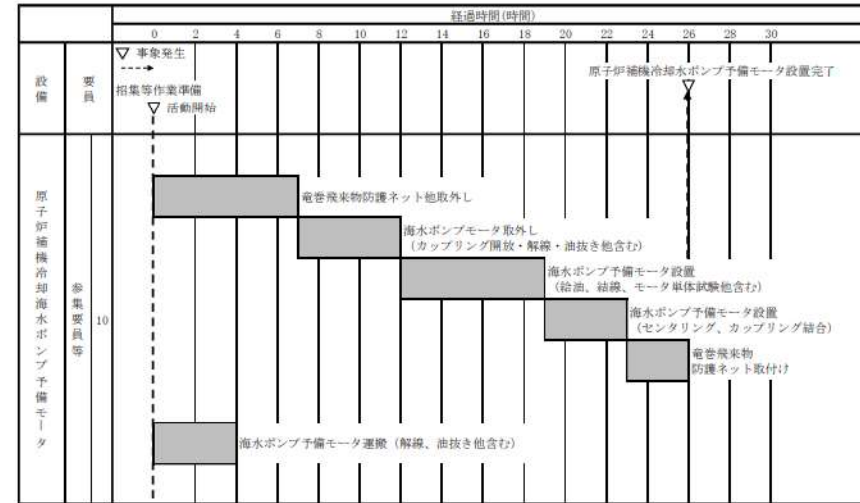 経過時間(時間)
0 2 4 6 8 10 12 14 16 18 20 22 24 26 28 30
設備
要員
▽ 事象発生
招集等作業準備
▽ 活動開始
原子炉補機冷却水ポンプ予備モータ設置完了
▽
原子炉補機冷却海水ポンプ予備モータ
参集要員等
10
竜巻飛来物防護ネット他取外し
海水ポンプモータ取外し
(カップリング開放・解線・油抜き他含む)
海水ポンプ予備モータ設置
(給油、結線、モータ単体試験他含む)
海水ポンプ予備モータ設置
(センタリング、カップリング結合)
竜巻飛来物
防護ネット取付け
海水ポンプ予備モータ運搬(解線、油抜き他含む)